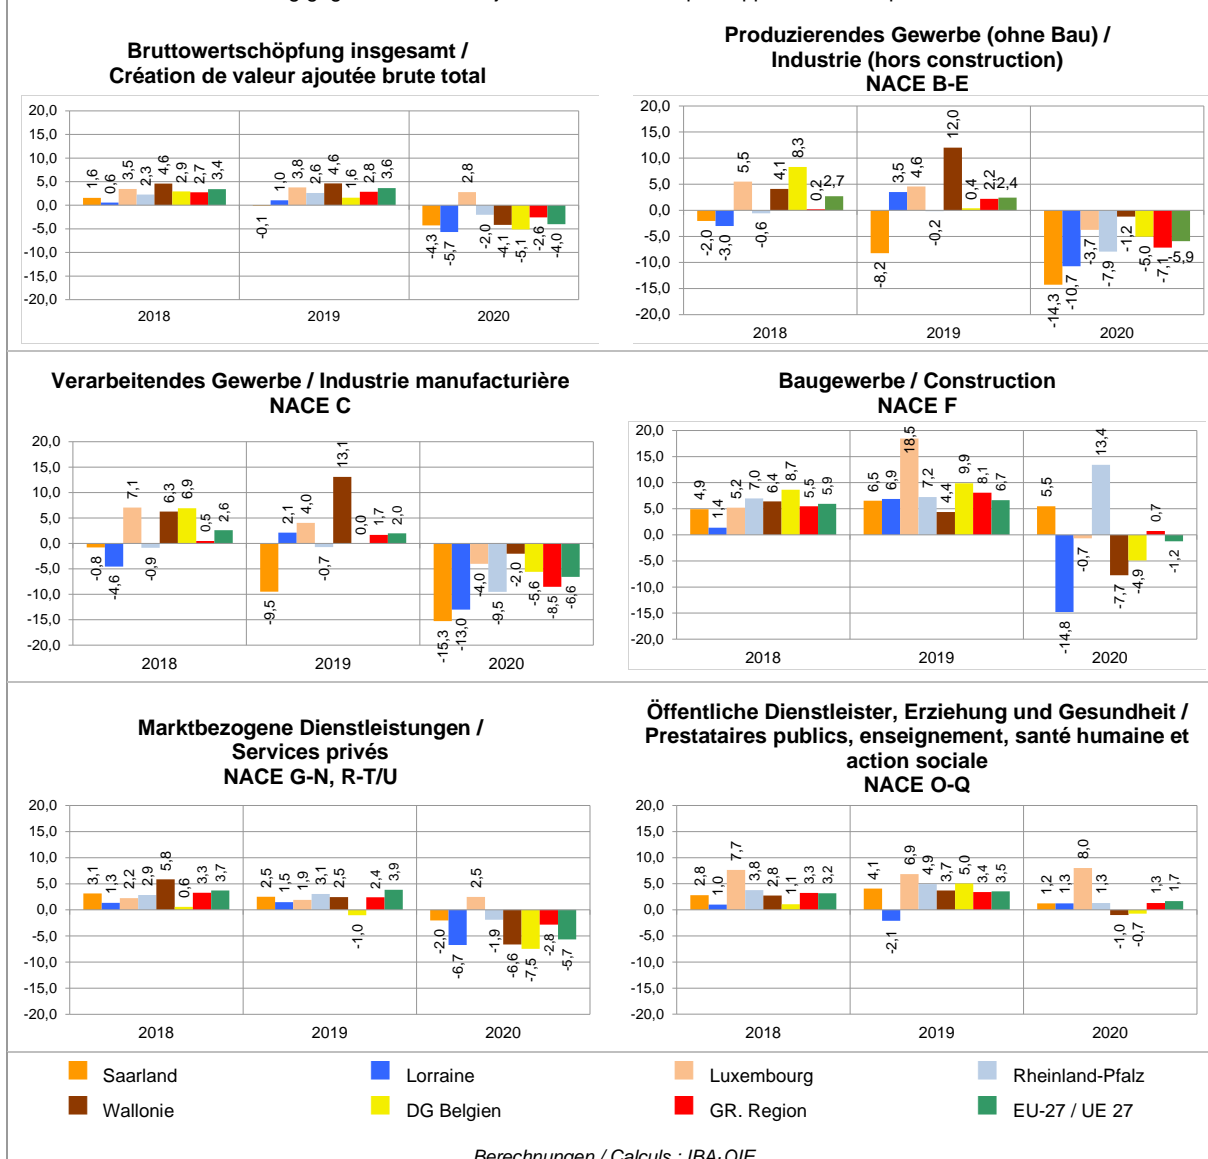 Bruttowertschöpfung insgesamt /
Création de valeur ajoutée brute total
20,0
15,0
10,0
5,0
0,0
-5,0
-10,0
-15,0
-20,0
1,6 0,6 3,5 2,3 4,6 2,9 2,7 3,4
-0,1 1,0 3,8 2,6 4,6 1,6 2,8 3,6
-4,3 -5,7 2,8 -2,0 -4,1 -5,1 -2,6 -4,0
2018 2019 2020
Produzierendes Gewerbe (ohne Bau) /
Industrie (hors construction)
NACE B-E
20,0
15,0
10,0
5,0
0,0
-5,0
-10,0
-15,0
-20,0
-2,0 -3,0 5,5 -0,6 4,1 8,3 0,2 2,7
-8,2 3,5 4,6 -0,2 12,0 0,4 2,2 2,4
-14,3 -10,7 -3,7 -7,9 -1,2 -5,0 -7,1 -5,9
2018 2019 2020
Verarbeitendes Gewerbe / Industrie manufacturière
NACE C
20,0
15,0
10,0
5,0
0,0
-5,0
-10,0
-15,0
-20,0
-0,8 -4,6 7,1 -0,9 6,3 6,9 0,5 2,6
-9,5 2,1 4,0 -0,7 13,1 0,0 1,7 2,0
-15,3 -13,0 -4,0 -9,5 -2,0 -5,6 -8,5 -6,6
2018 2019 2020
Baugewerbe / Construction
NACE F
20,0
15,0
10,0
5,0
0,0
-5,0
-10,0
-15,0
-20,0
4,9 1,4 5,2 7,0 6,4 8,7 5,5 5,9
6,5 6,9 18,5 7,2 4,4 9,9 8,1 6,7
5,5 -14,8 -0,7 13,4 -7,7 -4,9 0,7 -1,2
2018 2019 2020
Marktbezogene Dienstleistungen /
Services privés
NACE G-N, R-T/U
20,0
15,0
10,0
5,0
0,0
-5,0
-10,0
-15,0
-20,0
3,1 1,3 2,2 2,9 5,8 0,6 3,3 3,7
2,5 1,5 1,9 3,1 2,5 -1,0 2,4 3,9
-2,0 -6,7 2,5 -1,9 -6,6 -7,5 -2,8 -5,7
2018 2019 2020
Öffentliche Dienstleister, Erziehung und Gesundheit /
Prestataires publics, enseignement, santé humaine et
action sociale
NACE O-Q
20,0
15,0
10,0
5,0
0,0
-5,0
-10,0
-15,0
-20,0
2,8 1,0 7,7 3,8 2,8 1,1 3,3 3,2
4,1 -2,1 6,9 4,9 3,7 5,0 3,4 3,5
1,2 1,3 8,0 1,3 -1,0 -0,7 1,3 1,7
2018 2019 2020
Saarland Lorraine Luxembourg Rheinland-Pfalz
Wallonie DG Belgien GR. Region EU-27 / UE 27
Berechnungen / Calculs : IBA·OIE